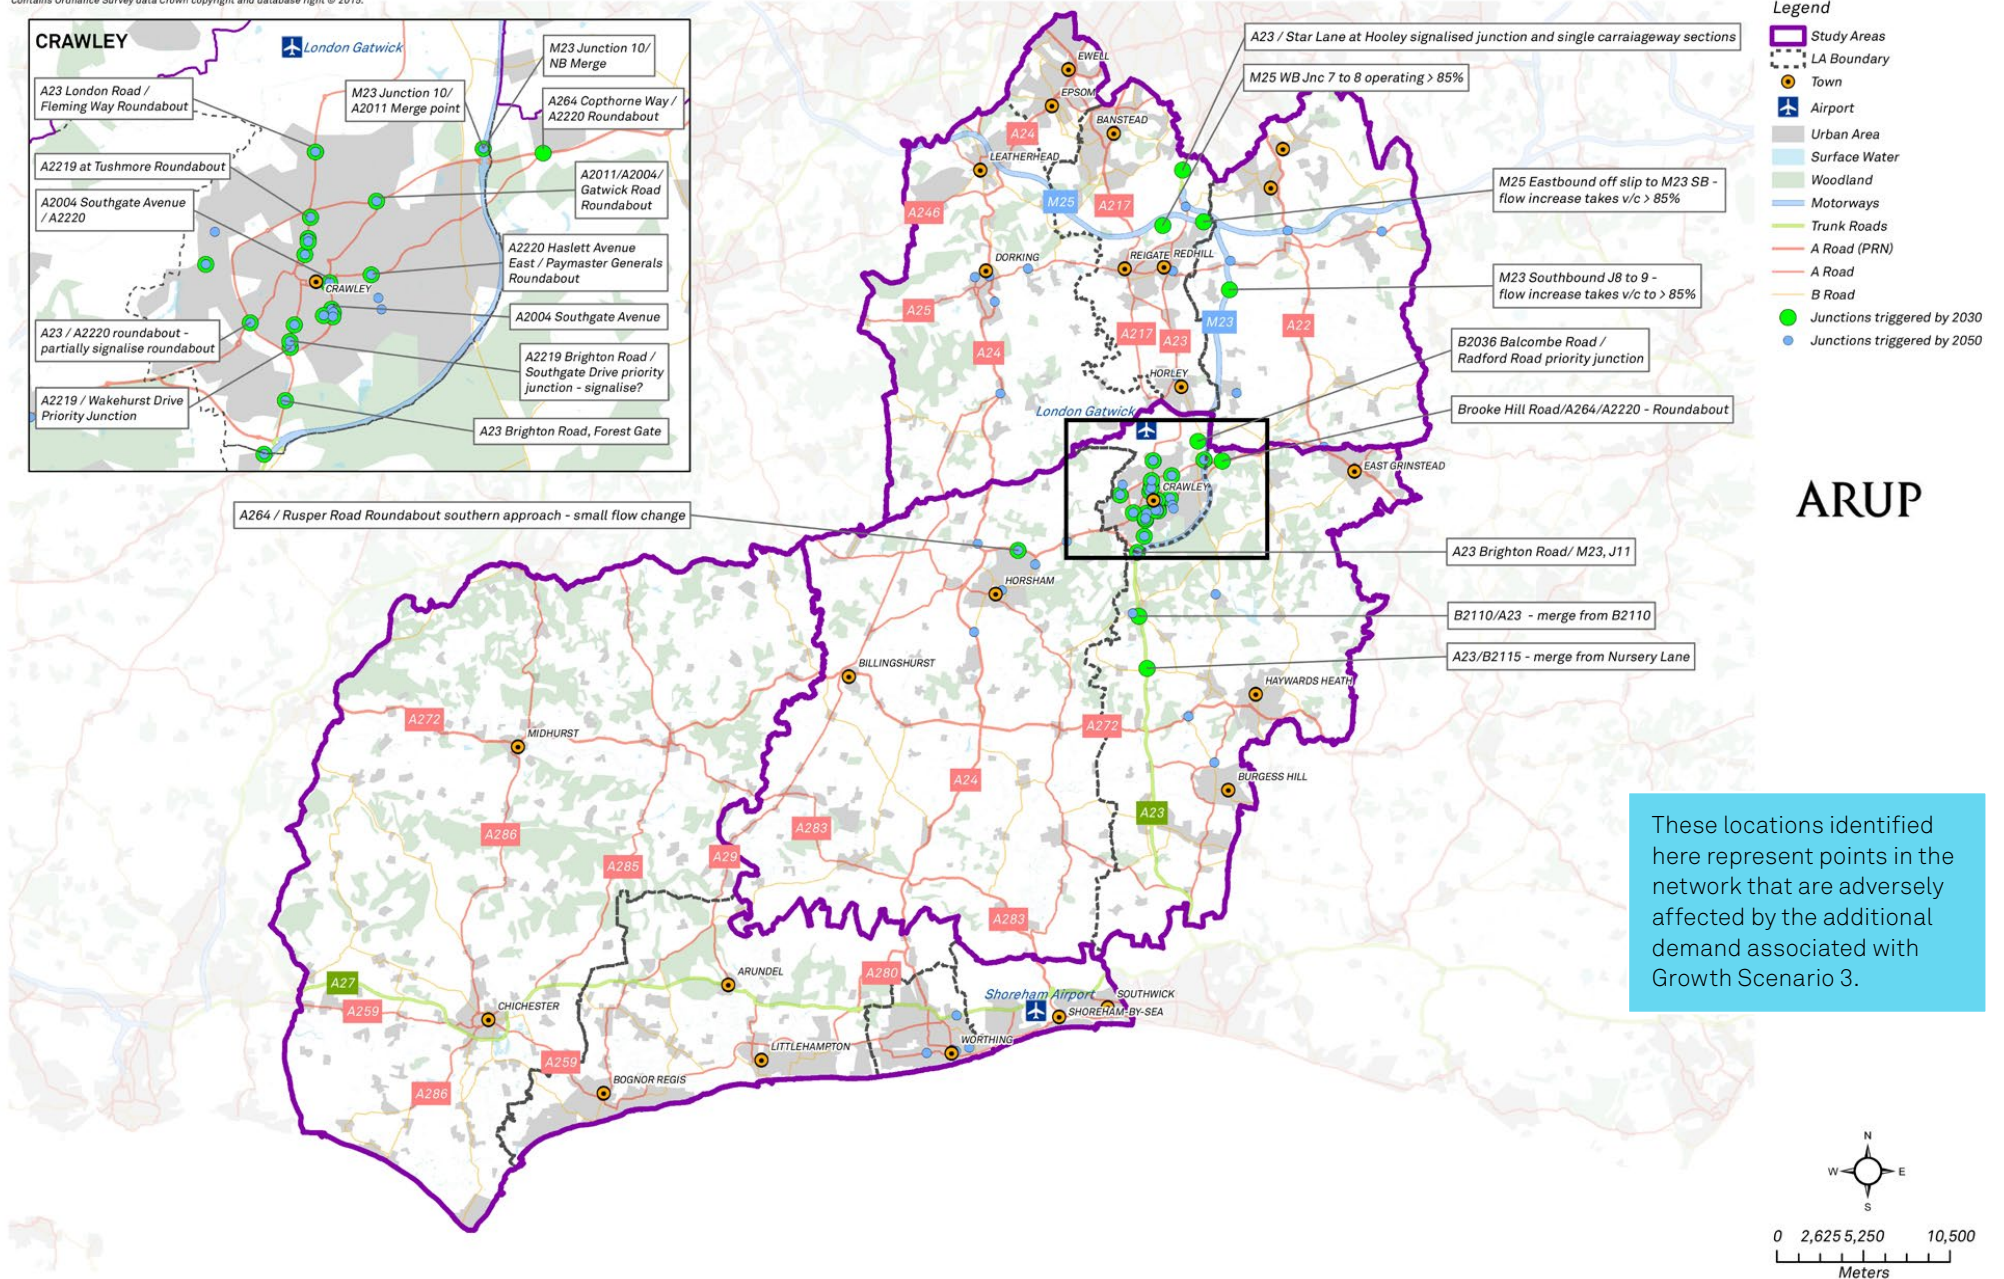 Contains Ordnance Survey data Crown copyright and database right © 2015.
CRAWLEY
London Gatwick
M23 Junction 10/
NB Merge
A23 London Road /
Fleming Way Roundabout
M23 Junction 10/
A2011 Merge point
A264 Copthorne Way /
A2220 Roundabout
A2219 at Tushmore Roundabout
A2011/A2004/
Gatwick Road
Roundabout
A2004 Southgate Avenue
/ A2220
A2220 Haslett Avenue
East / Paymaster Generals
Roundabout
CRAWLEY
A2004 Southgate Avenue
A23 / A2220 roundabout -
partially signalise roundabout
A2219 Brighton Road /
Southgate Drive priority
junction - signalise?
A2219 / Wakehurst Drive
Priority Junction
A23 Brighton Road, Forest Gate
A23 / Star Lane at Hooley signalised junction and single carraiageway sections
M25 WB Jnc 7 to 8 operating > 85%
M25 Eastbound off slip to M23 SB -
flow increase takes v/c > 85%
M23 Southbound J8 to 9 -
flow increase takes v/c to > 85%
B2036 Balcombe Road /
Radford Road priority junction
Brooke Hill Road/A264/A2220 - Roundabout
A264 / Rusper Road Roundabout southern approach - small flow change
A23 Brighton Road/ M23, J11
B2110/A23 - merge from B2110
A23/B2115 - merge from Nursery Lane
EWELL
EPSOM
A24
BANSTEAD
LEATHERHEAD
M25
A217
A246
DORKING
REIGATE
REDHILL
A25
M23
A22
A217
A23
A24
HORLEY
London Gatwick
CRAWLEY
EAST GRINSTEAD
HORSHAM
BILLINGSHURST
HAYWARDS HEATH
A272
A272
MIDHURST
A24
BURGESS HILL
A23
A286
A283
A285
A29
A283
A27
A259
ARUNDEL
A280
CHICHESTER
Shoreham Airport
SOUTHWICK
SHOREHAM-BY-SEA
WORTHING
LITTLEHAMPTON
A259
BOGNOR REGIS
A286
Legend
Study Areas
LA Boundary
Town
Airport
Urban Area
Surface Water
Woodland
Motorways
Trunk Roads
A Road (PRN)
A Road
B Road
Junctions triggered by 2030
Junctions triggered by 2050
ARUP
These locations identified
here represent points in the
network that are adversely
affected by the additional
demand associated with
Growth Scenario 3.
N
W
E
S
0 2,625 5,250 10,500
Meters